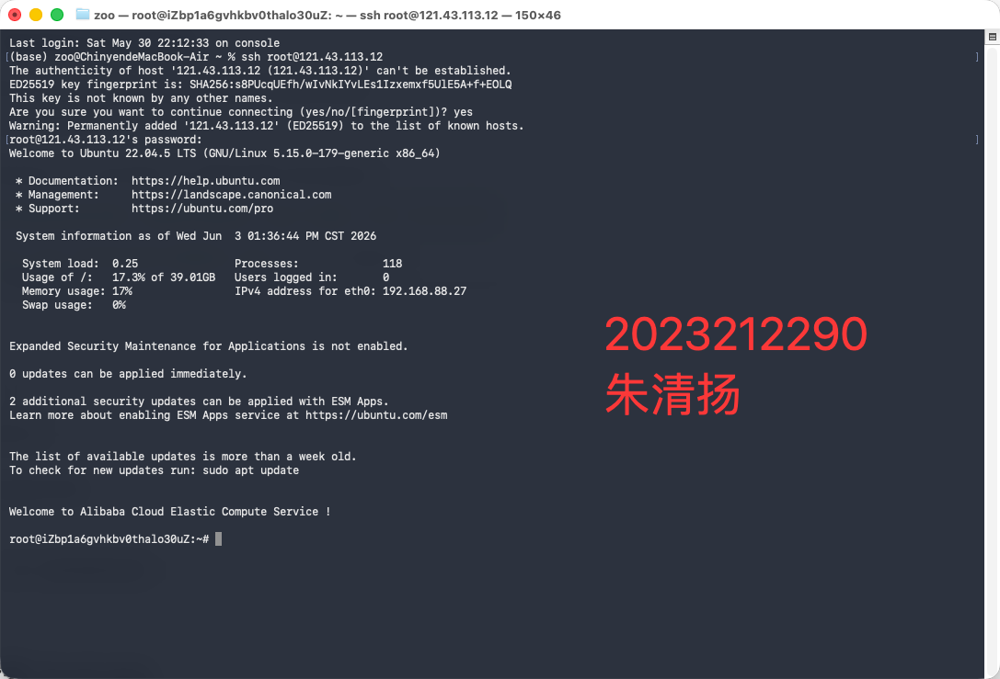 zoo — root@iZbp1a6gvhkbv0thalo30uZ: ~ — ssh root@121.43.113.12 — 150×46
Last login: Sat May 30 22:12:33 on console
[(base) zoo@ChinyendeMacBook-Air ~ % ssh root@121.43.113.12 ]
The authenticity of host '121.43.113.12 (121.43.113.12)' can't be established.
ED25519 key fingerprint is: SHA256:s8PUcqUEfh/wIvNkIYvLEs1Izxemxf5UlE5A+f+EOLQ
This key is not known by any other names.
Are you sure you want to continue connecting (yes/no/[fingerprint])? yes
Warning: Permanently added '121.43.113.12' (ED25519) to the list of known hosts.
[root@121.43.113.12's password: ]
Welcome to Ubuntu 22.04.5 LTS (GNU/Linux 5.15.0-179-generic x86_64)
* Documentation:  https://help.ubuntu.com
* Management:     https://landscape.canonical.com
* Support:        https://ubuntu.com/pro
System information as of Wed Jun  3 01:36:44 PM CST 2026
System load:  0.25               Processes:             118
Usage of /:   17.3% of 39.01GB   Users logged in:       0
Memory usage: 17%                IPv4 address for eth0: 192.168.88.27
Swap usage:   0%
Expanded Security Maintenance for Applications is not enabled.
0 updates can be applied immediately.
2 additional security updates can be applied with ESM Apps.
Learn more about enabling ESM Apps service at https://ubuntu.com/esm
The list of available updates is more than a week old.
To check for new updates run: sudo apt update
Welcome to Alibaba Cloud Elastic Compute Service !
root@iZbp1a6gvhkbv0thalo30uZ:~#
2023212290
朱清扬